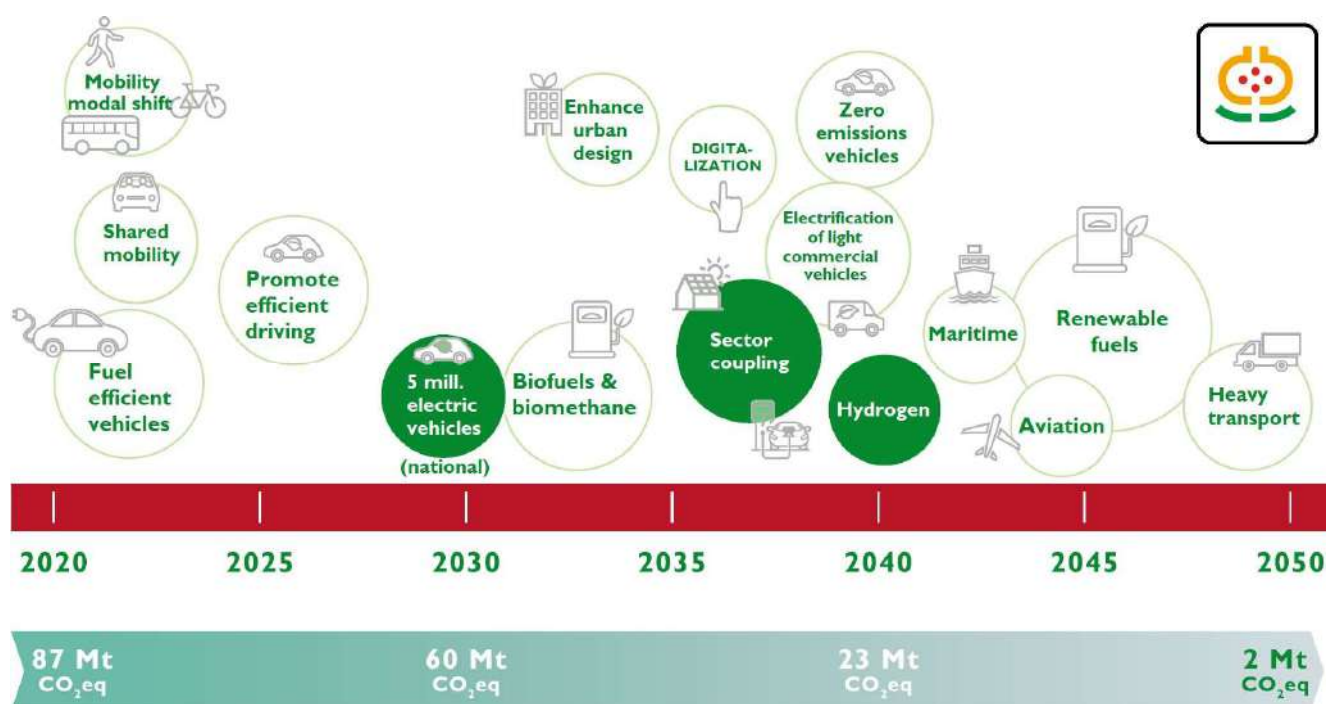 Mobility
modal shift
Shared
mobility
Fuel
efficient
vehicles
Promote
efficient
driving
5 mill.
electric
vehicles
(national)
Biofuels &
biomethane
Enhance
urban
design
DIGITA-
LIZATION
Zero
emissions
vehicles
Electrification
of light
commercial
vehicles
Sector
coupling
Hydrogen
Maritime
Renewable
fuels
Aviation
Heavy
transport
2020 2025 2030 2035 2040 2045 2050
87 Mt 60 Mt 23 Mt 2 Mt
CO₂eq CO₂eq CO₂eq CO₂eq